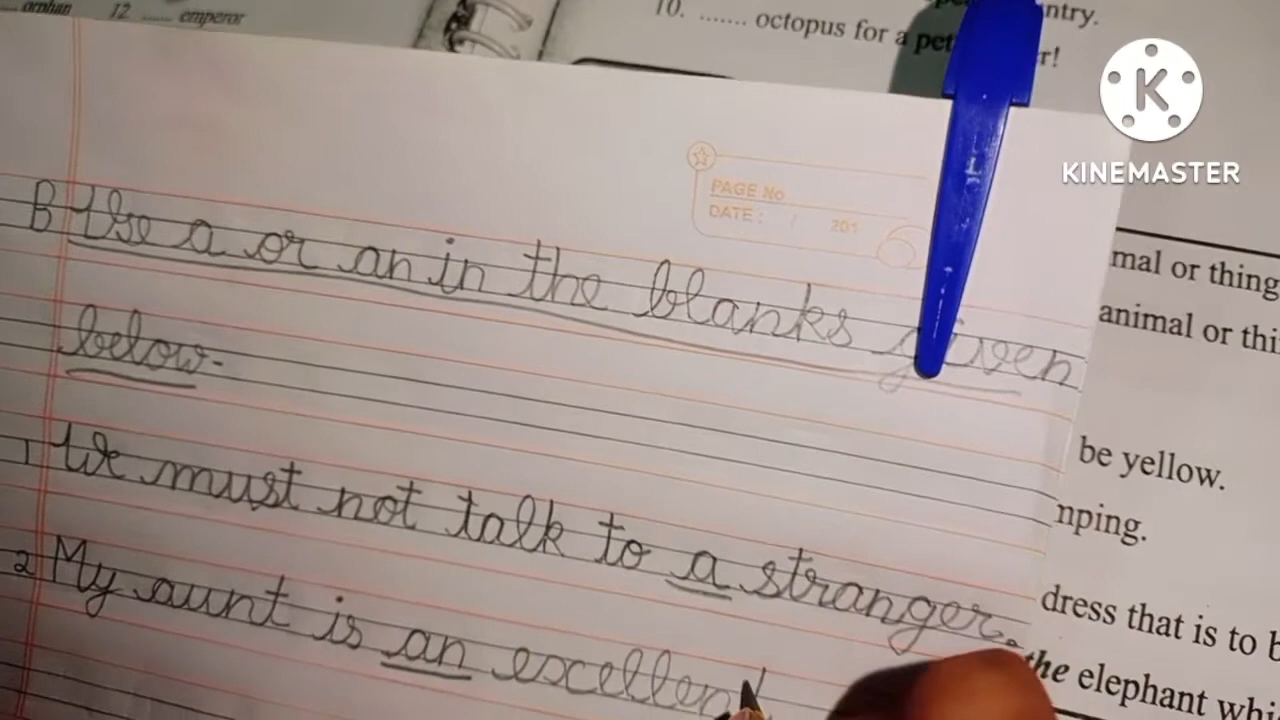 orphan 12 ...... emperor
10. ....... octopus for a pet
ntry.
r!
KINEMASTER
PAGE No
DATE : / 201
B Use a or an in the blanks given
below-
1 We must not talk to a stranger.
2 My aunt is an excellent
mal or thing
animal or thi
be yellow.
nping.
dress that is to b
the elephant whi